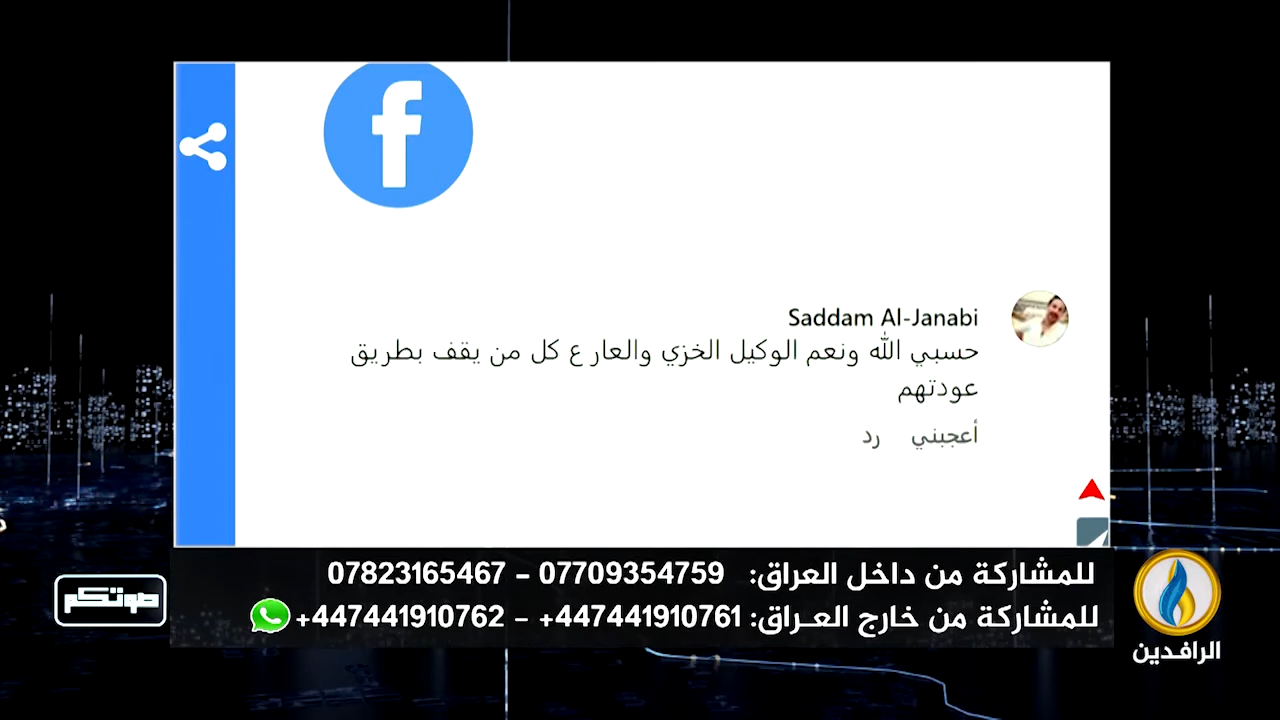 Saddam Al-Janabi
حسبي الله ونعم الوكيل الخزي والعار ع كل من يقف بطريق
عودتهم
أعجبني رد
للمشاركة من داخل العراق: 07709354759 - 07823165467
للمشاركة من خارج العـراق: 447441910761+ - 447441910762+
صوتكم
الرافدين